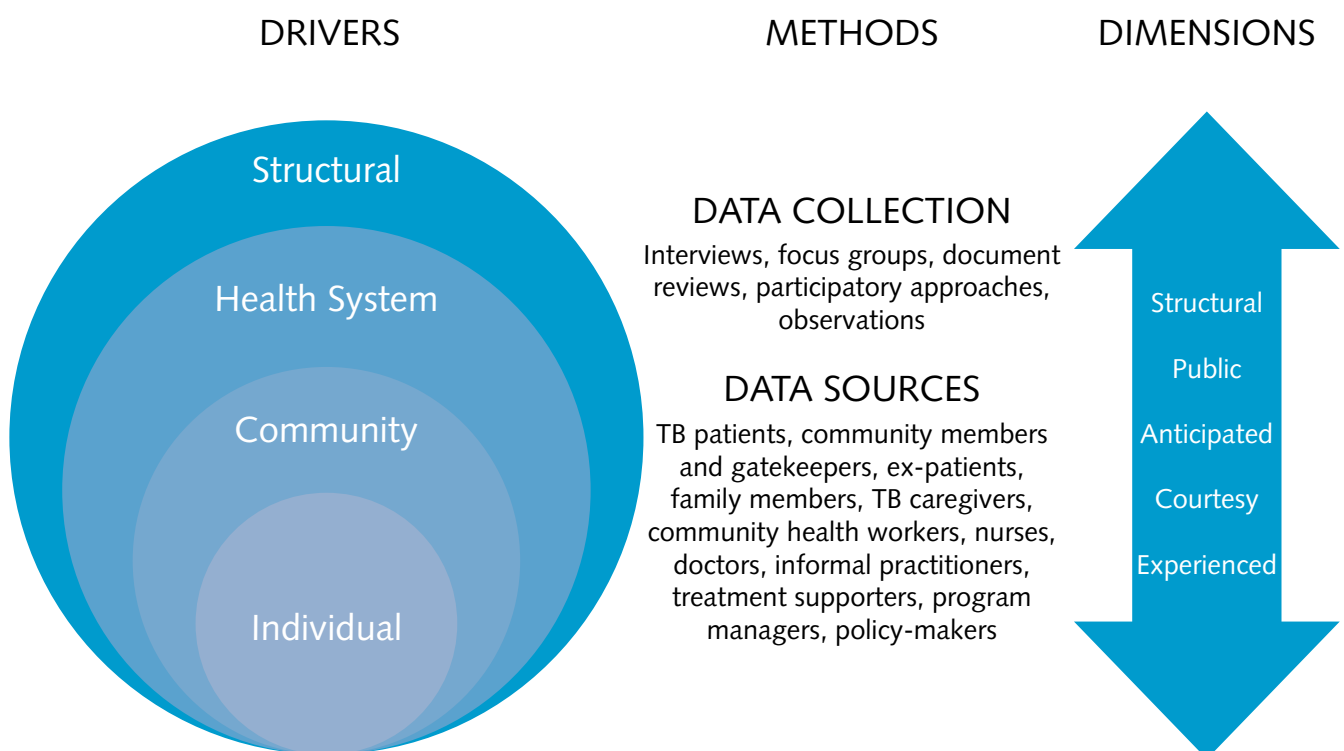 DRIVERS
Structural
Health System
Community
Individual
METHODS
DATA COLLECTION
Interviews, focus groups, document
reviews, participatory approaches,
observations
DATA SOURCES
TB patients, community members
and gatekeepers, ex-patients,
family members, TB caregivers,
community health workers, nurses,
doctors, informal practitioners,
treatment supporters, program
managers, policy-makers
DIMENSIONS
Structural
Public
Anticipated
Courtesy
Experienced